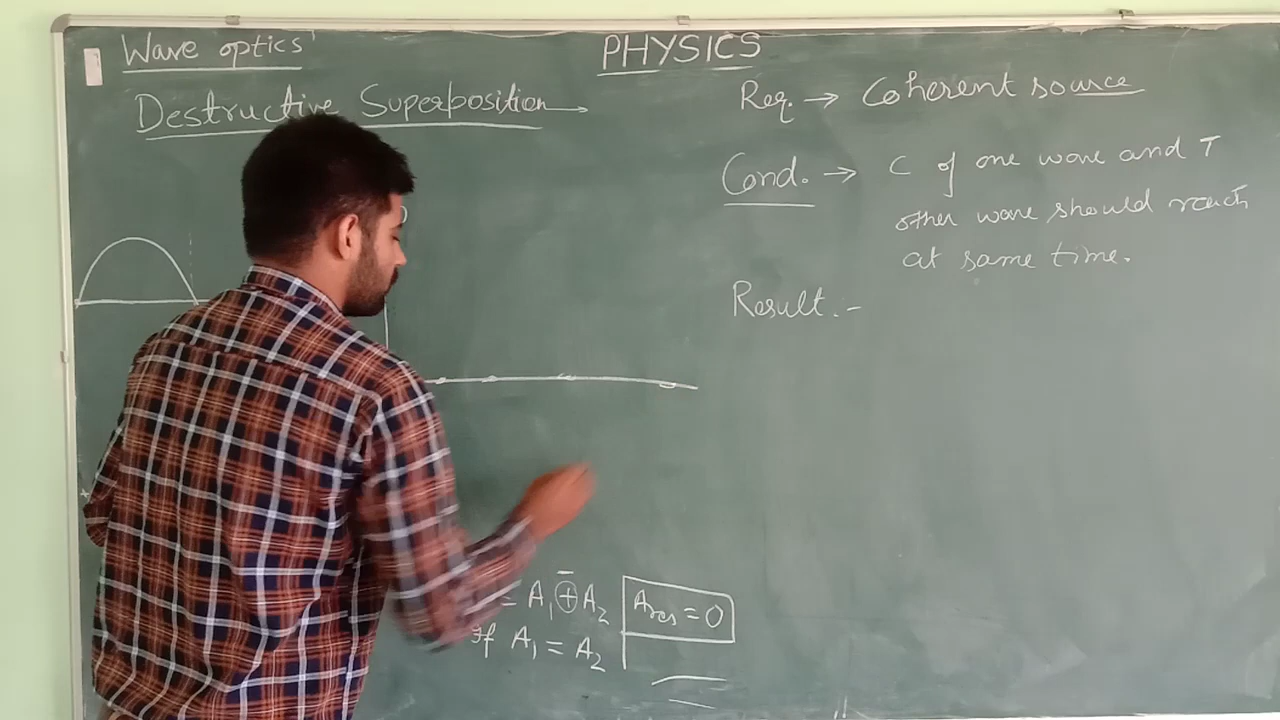 Wave optics
PHYSICS
Destructive Superposition →
Req. → Coherent source
Cond. → C of one wave and T
other wave should reach
at same time.
Result :-
= A₁ ⊕ A₂
If A₁ = A₂
Ares = 0